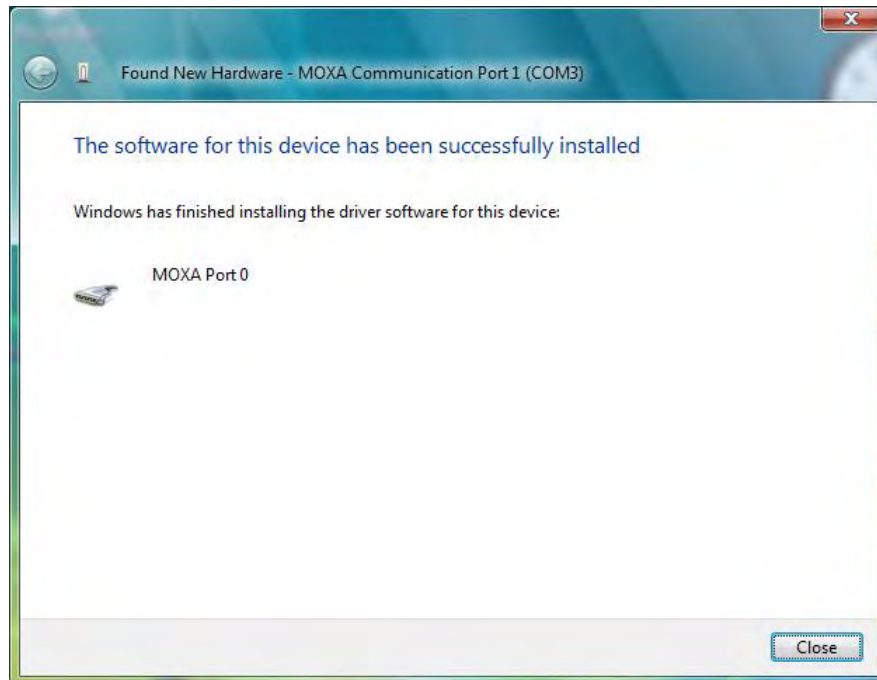 Found New Hardware - MOXA Communication Port 1 (COM3)
The software for this device has been successfully installed
Windows has finished installing the driver software for this device:
MOXA Port 0
Close